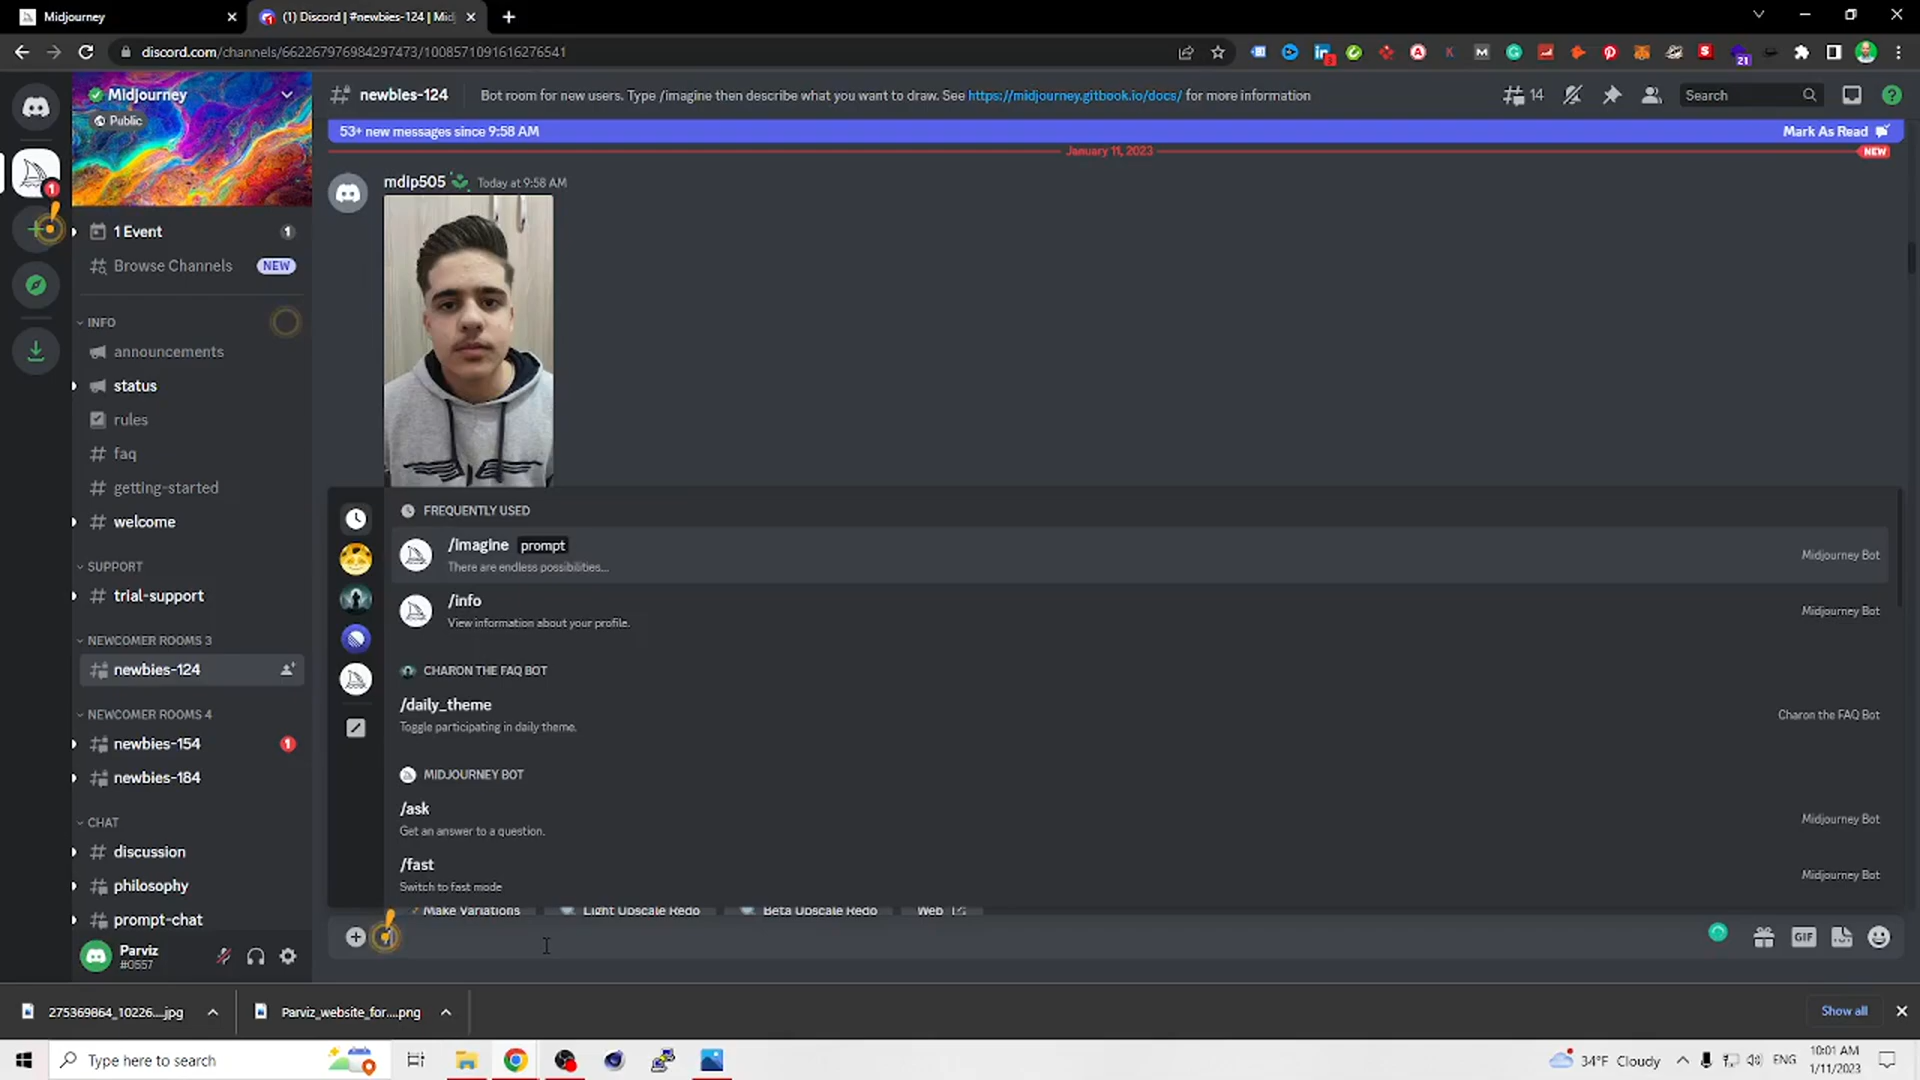 Midjourney
(1) Discord | #newbies-124 | Mid
discord.com/channels/662267976984297473/1008571091616276541
3
21
Midjourney
Public
newbies-124
Bot room for new users. Type /imagine then describe what you want to draw. See https://midjourney.gitbook.io/docs/ for more information
14
Search
53+ new messages since 9:58 AM
Mark As Read
January 11, 2023
NEW
mdip505
Today at 9:58 AM
1
1 Event
1
Browse Channels
NEW
INFO
announcements
status
rules
faq
getting-started
welcome
SUPPORT
trial-support
NEWCOMER ROOMS 3
newbies-124
NEWCOMER ROOMS 4
newbies-154
1
newbies-184
CHAT
discussion
philosophy
prompt-chat
Parviz
#0557
FREQUENTLY USED
/imagine prompt
There are endless possibilities...
Midjourney Bot
/info
View information about your profile.
Midjourney Bot
CHARON THE FAQ BOT
/daily_theme
Toggle participating in daily theme.
Charon the FAQ Bot
MIDJOURNEY BOT
/ask
Get an answer to a question.
Midjourney Bot
/fast
Switch to fast mode
Midjourney Bot
Make Variations
Light Upscale Redo
Beta Upscale Redo
Web
GIF
275369864_10226....jpg
Parviz_website_for....png
Show all
Type here to search
34°F Cloudy
ENG
10:01 AM
1/11/2023